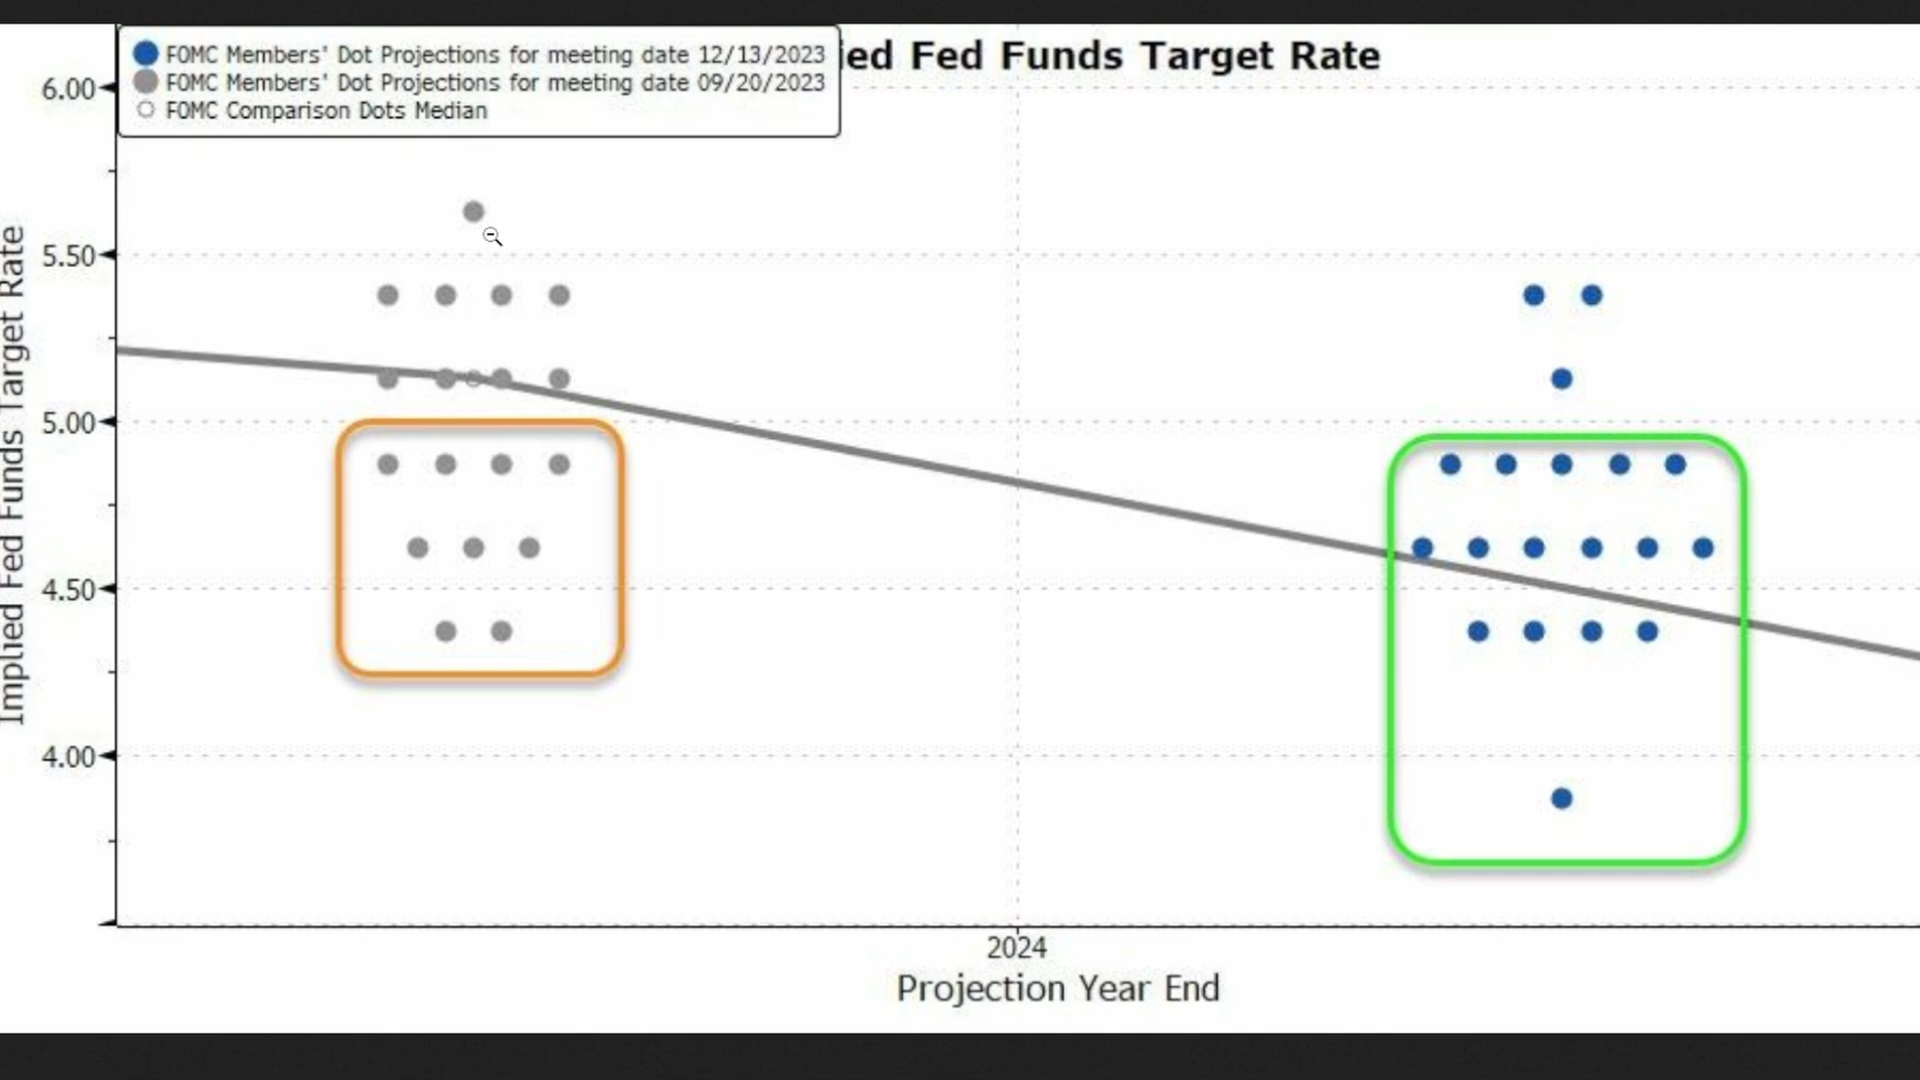 FOMC Members' Dot Projections for meeting date 12/13/2023
FOMC Members' Dot Projections for meeting date 09/20/2023
FOMC Comparison Dots Median
ied Fed Funds Target Rate
6.00
5.50
5.00
4.50
4.00
Implied Fed Funds Target Rate
2024
Projection Year End